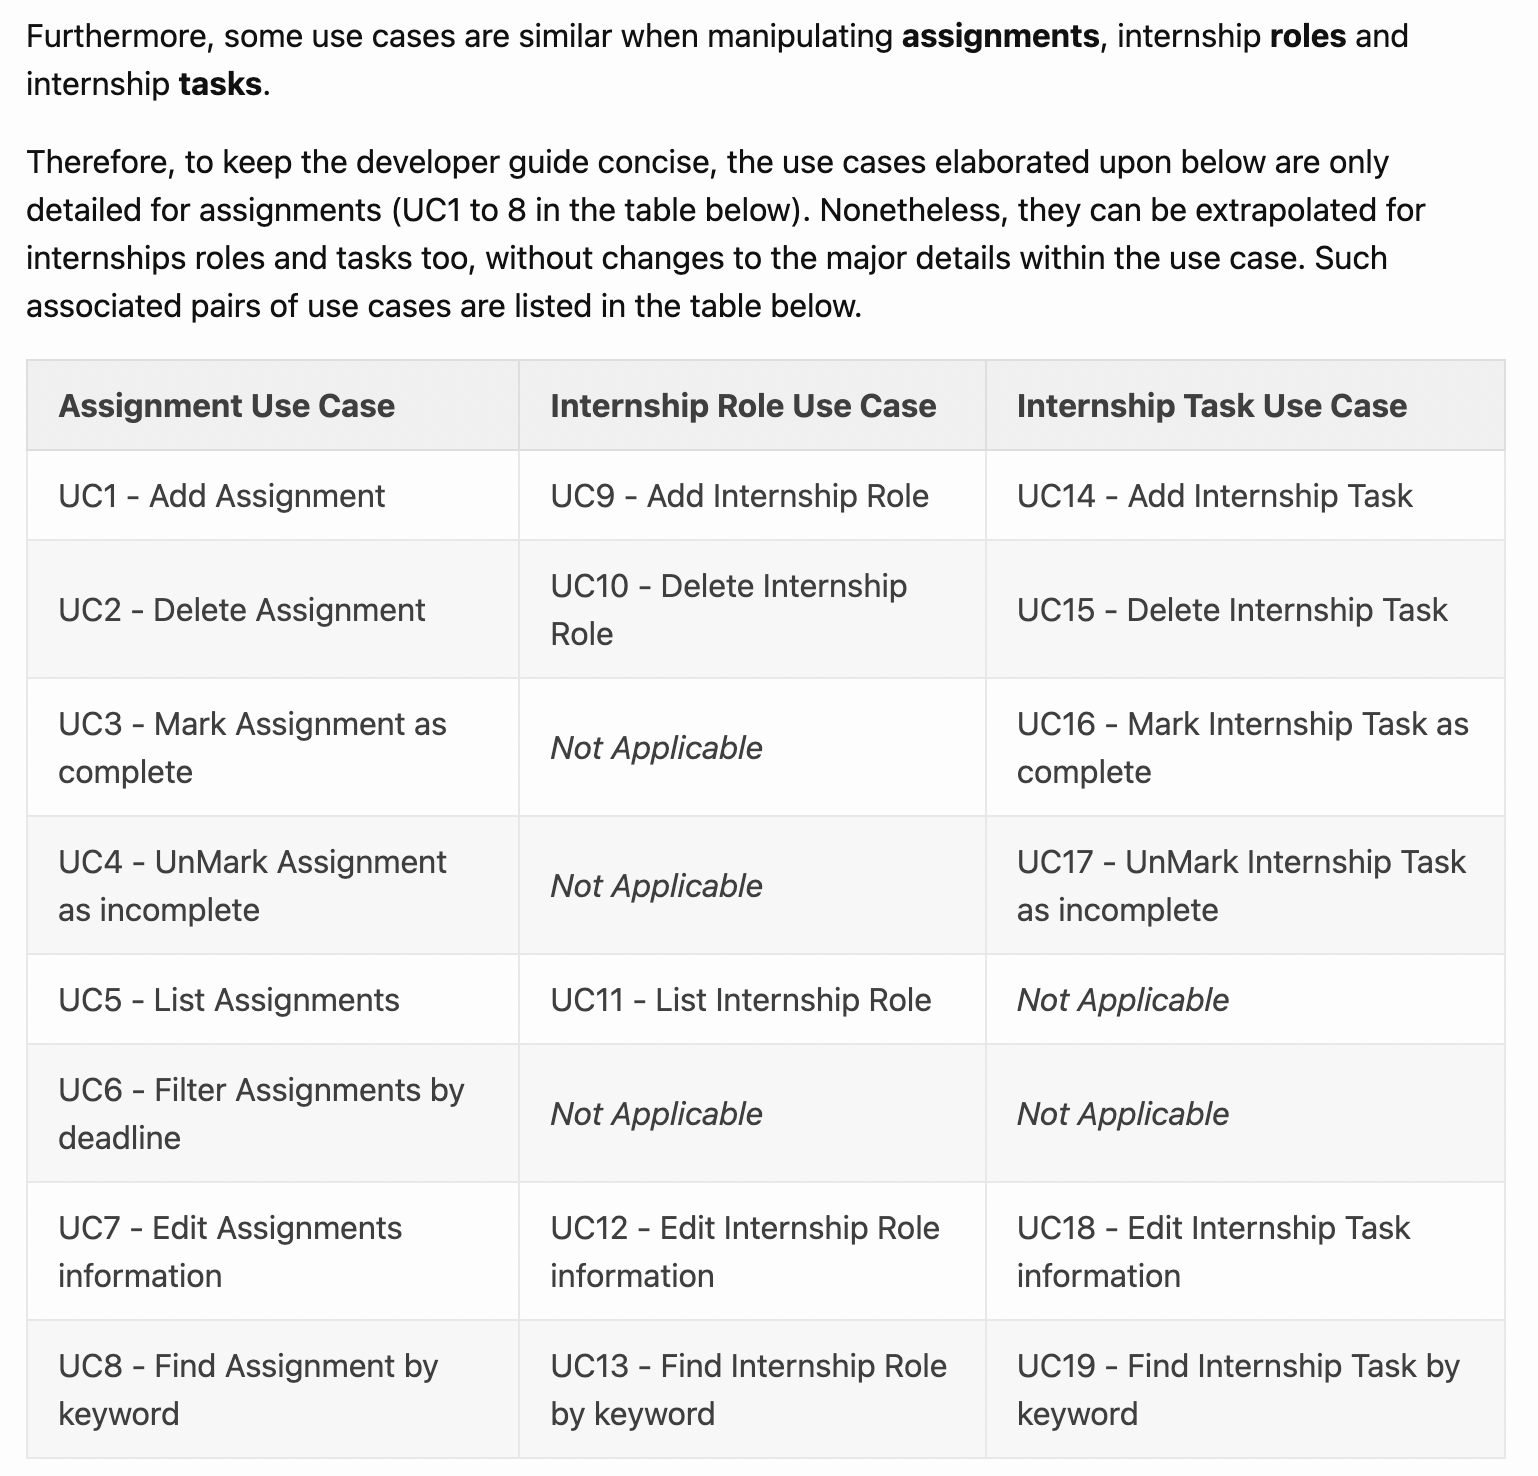 Furthermore, some use cases are similar when manipulating assignments, internship roles and
internship tasks.
Therefore, to keep the developer guide concise, the use cases elaborated upon below are only
detailed for assignments (UC1 to 8 in the table below). Nonetheless, they can be extrapolated for
internships roles and tasks too, without changes to the major details within the use case. Such
associated pairs of use cases are listed in the table below.
Assignment Use Case
Internship Role Use Case
Internship Task Use Case
UC1 - Add Assignment
UC9 - Add Internship Role
UC14 - Add Internship Task
UC2 - Delete Assignment
UC10 - Delete Internship
Role
UC15 - Delete Internship Task
UC3 - Mark Assignment as
complete
Not Applicable
UC16 - Mark Internship Task as
complete
UC4 - UnMark Assignment
as incomplete
Not Applicable
UC17 - UnMark Internship Task
as incomplete
UC5 - List Assignments
UC11 - List Internship Role
Not Applicable
UC6 - Filter Assignments by
deadline
Not Applicable
Not Applicable
UC7 - Edit Assignments
information
UC12 - Edit Internship Role
information
UC18 - Edit Internship Task
information
UC8 - Find Assignment by
keyword
UC13 - Find Internship Role
by keyword
UC19 - Find Internship Task by
keyword